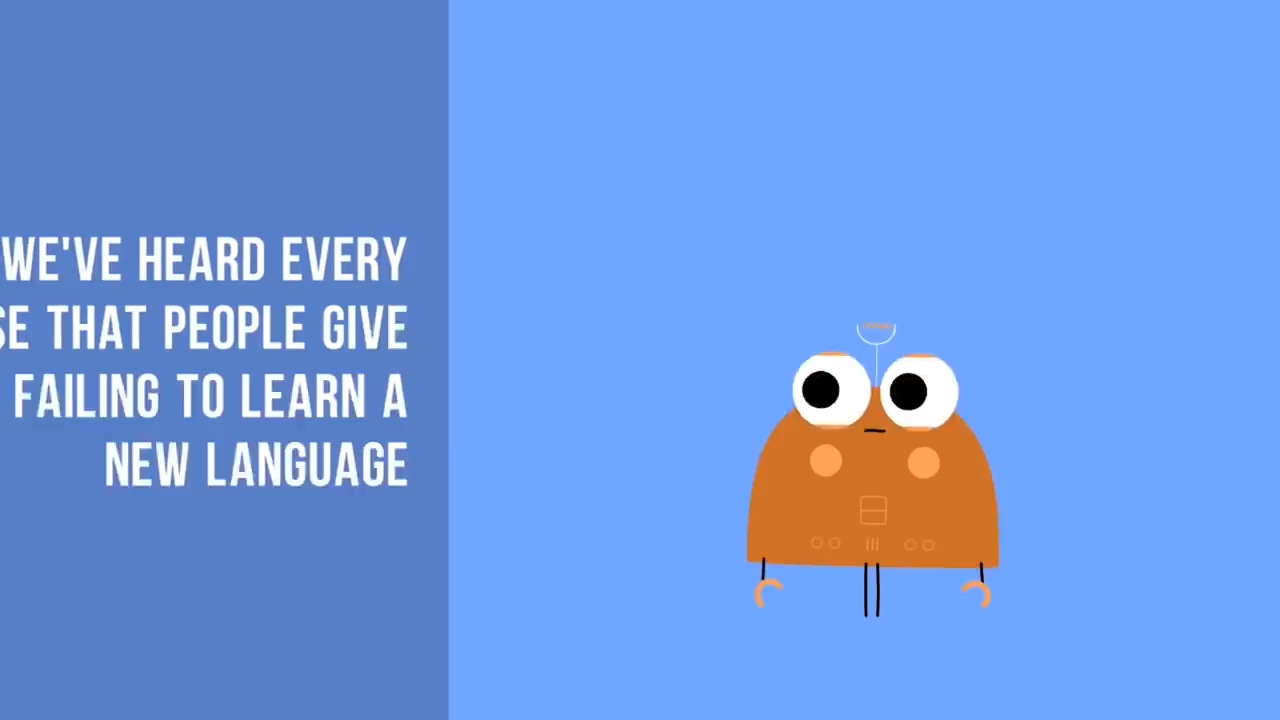 WE'VE HEARD EVERY
THAT PEOPLE GIVE
FAILING TO LEARN A
NEW LANGUAGE